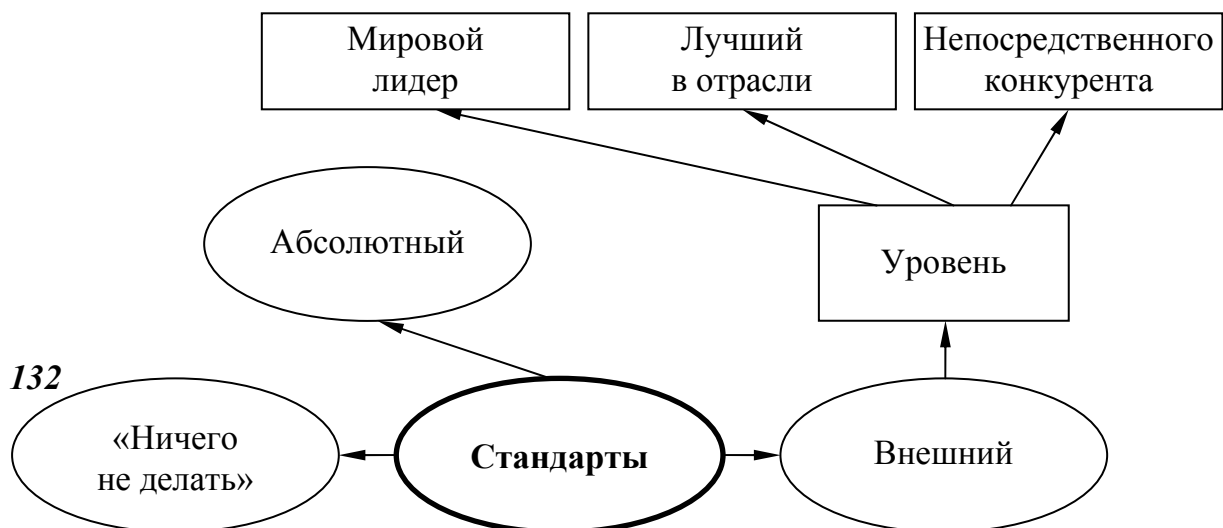 Мировой
лидер
Лучший
в отрасли
Непосредственного
конкурента
Абсолютный
Уровень
132
«Ничего
не делать»
Стандарты
Внешний